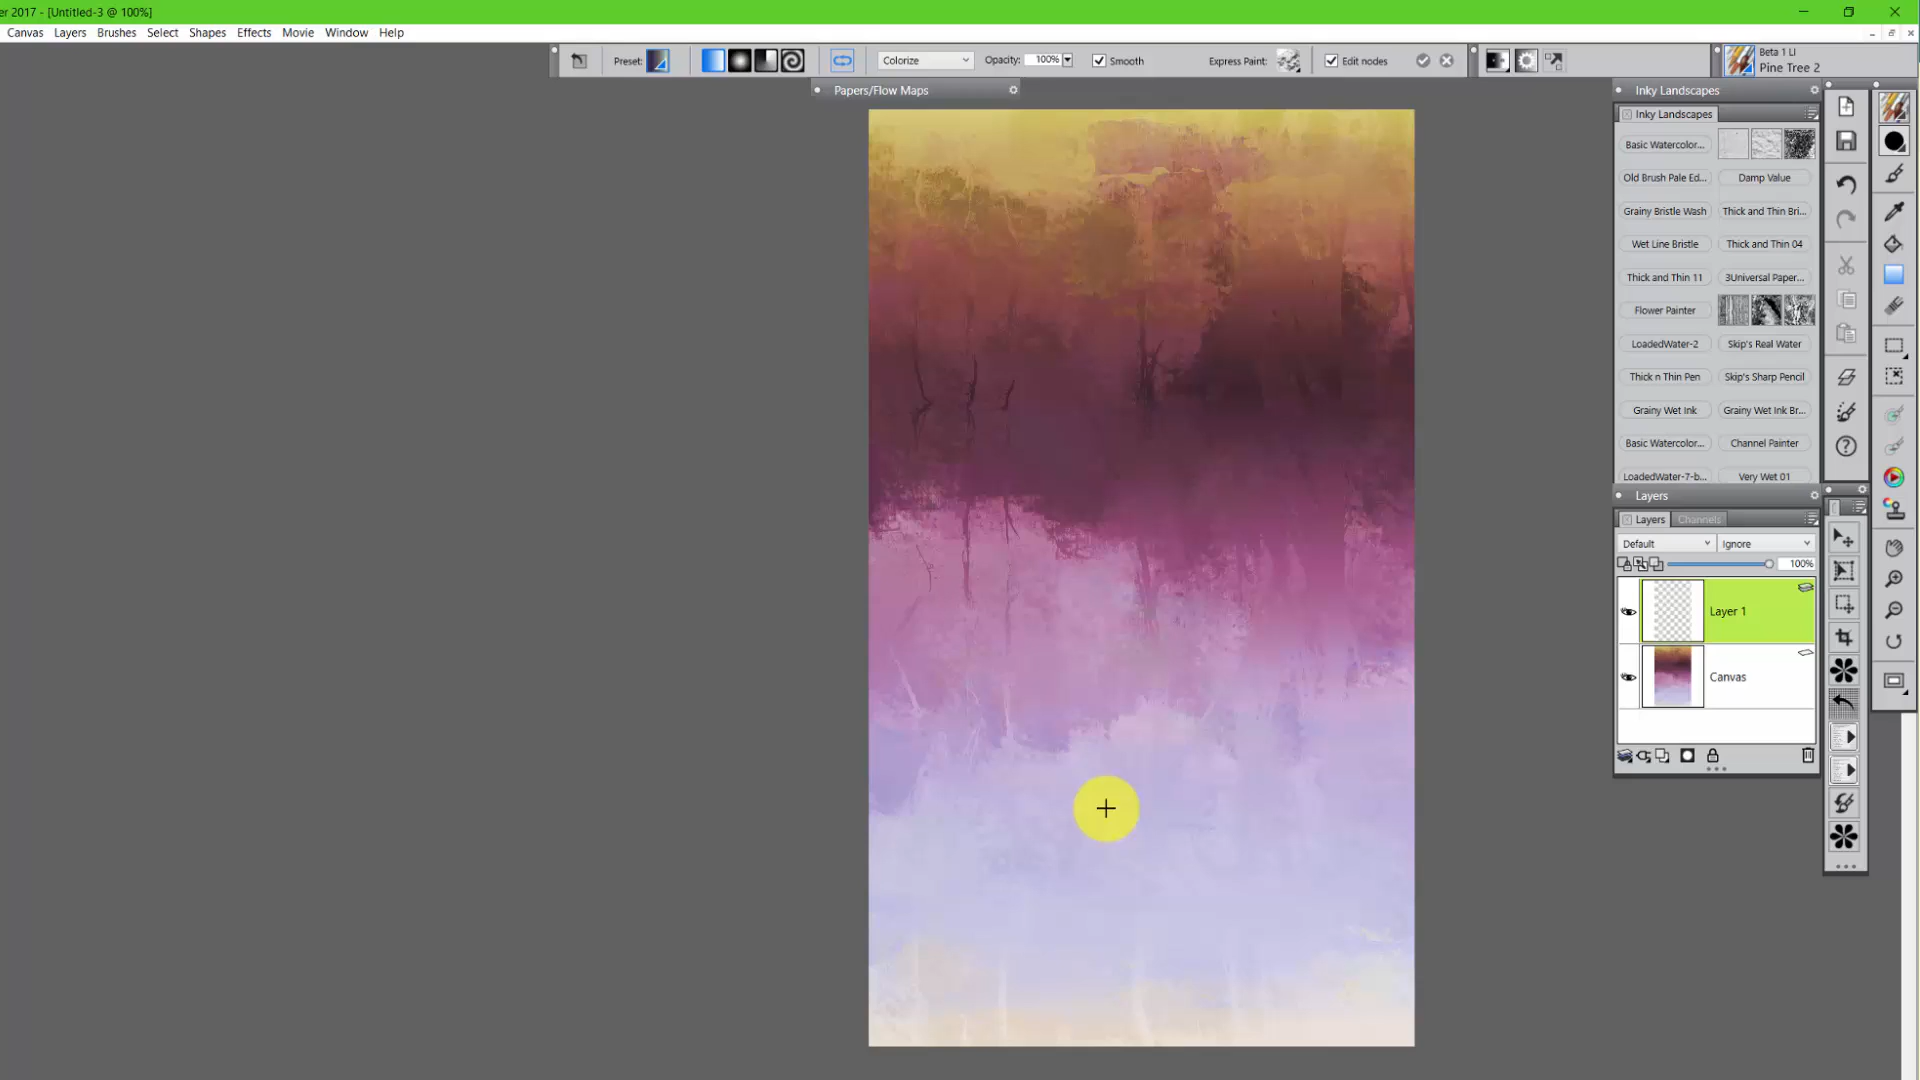 er 2017 - [Untitled-3 @ 100%]
Canvas Layers Brushes Select Shapes Effects Movie Window Help
Preset: Colorize Opacity: 100% Smooth Express Paint: Edit nodes
Beta 1 LI
Pine Tree 2
Papers/Flow Maps
Inky Landscapes
Inky Landscapes
Basic Watercolor...
Old Brush Pale Ed... Damp Value
Grainy Bristle Wash Thick and Thin Bri...
Wet Line Bristle Thick and Thin 04
Thick and Thin 11 3Universal Paper...
Flower Painter
LoadedWater-2 Skip's Real Water
Thick n Thin Pen Skip's Sharp Pencil
Grainy Wet Ink Grainy Wet Ink Br...
Basic Watercolor... Channel Painter
LoadedWater-7-b... Very Wet 01
Layers
Layers Channels
Default Ignore
100%
Layer 1
Canvas